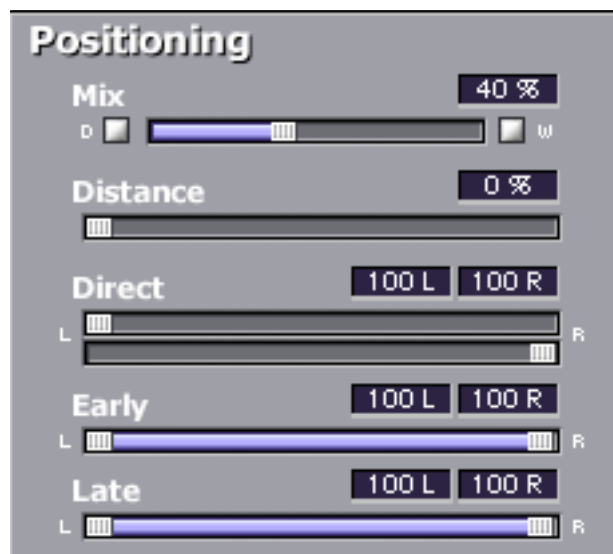 Positioning
Mix 40 %
D W
Distance 0 %
Direct 100 L 100 R
L R
Early 100 L 100 R
L R
Late 100 L 100 R
L R